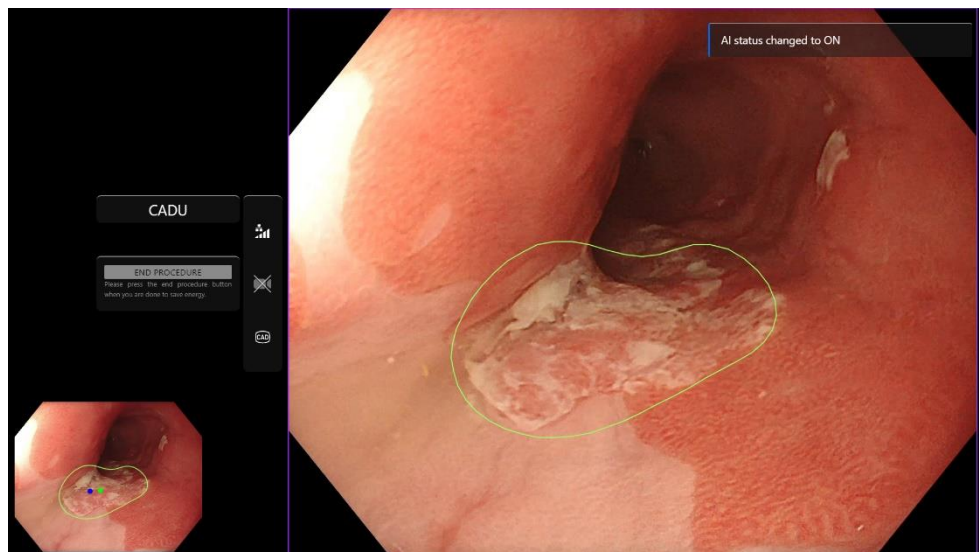 AI status changed to ON
CADU
END PROCEDURE
Please press the end procedure button
when you are done to save energy.
CAD